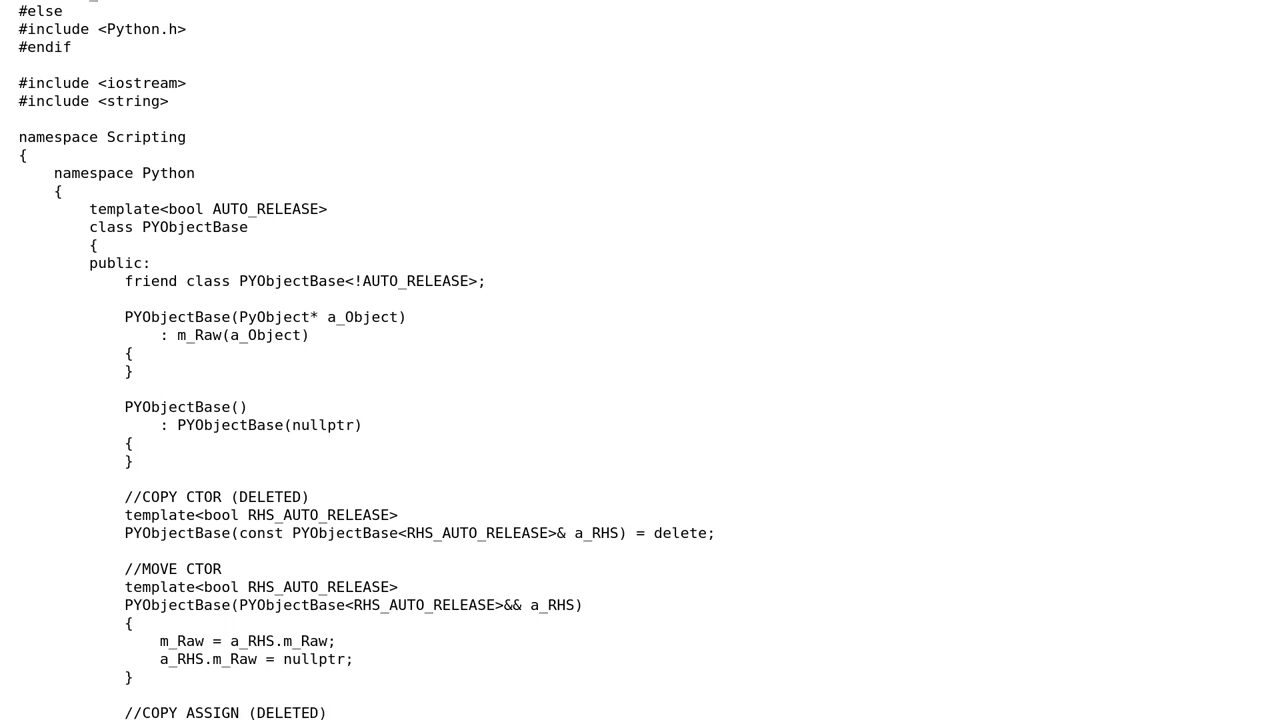 #else
#include <Python.h>
#endif

#include <iostream>
#include <string>

namespace Scripting
{
    namespace Python
    {
        template<bool AUTO_RELEASE>
        class PYObjectBase
        {
        public:
            friend class PYObjectBase<!AUTO_RELEASE>;

            PYObjectBase(PyObject* a_Object)
                : m_Raw(a_Object)
            {
            }

            PYObjectBase()
                : PYObjectBase(nullptr)
            {
            }

            //COPY CTOR (DELETED)
            template<bool RHS_AUTO_RELEASE>
            PYObjectBase(const PYObjectBase<RHS_AUTO_RELEASE>& a_RHS) = delete;

            //MOVE CTOR
            template<bool RHS_AUTO_RELEASE>
            PYObjectBase(PYObjectBase<RHS_AUTO_RELEASE>&& a_RHS)
            {
                m_Raw = a_RHS.m_Raw;
                a_RHS.m_Raw = nullptr;
            }

            //COPY ASSIGN (DELETED)